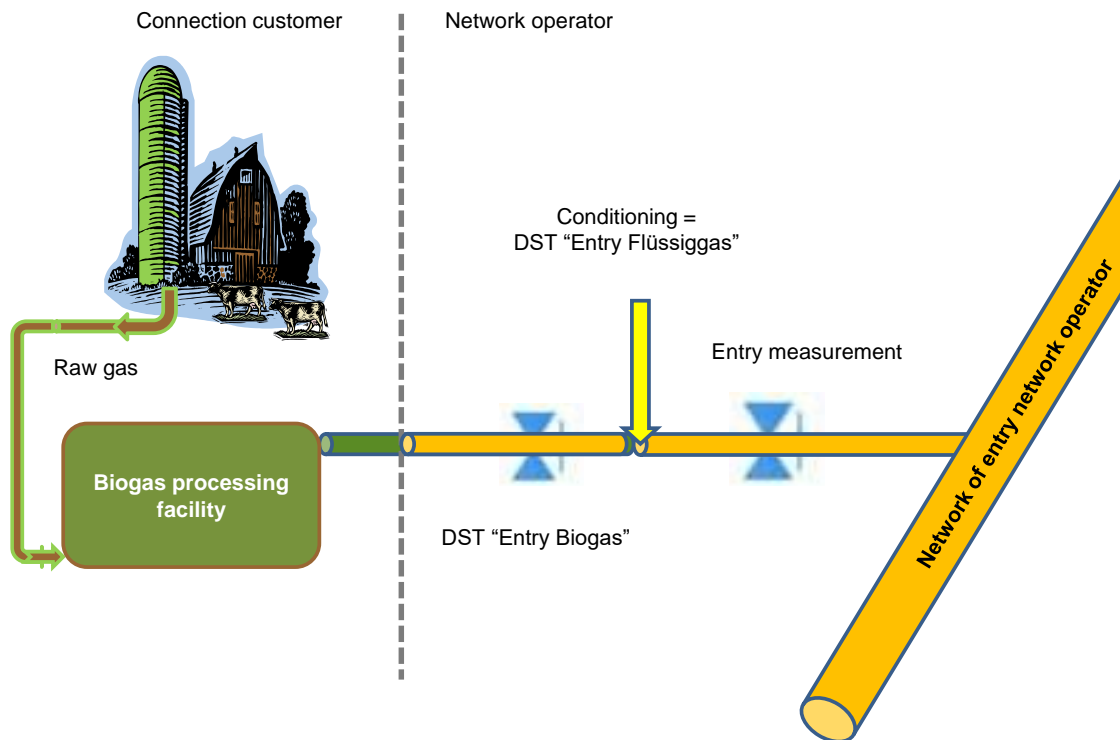 Connection customer
Network operator
Conditioning =
DST “Entry Flüssiggas”
Entry measurement
Raw gas
Biogas processing
facility
DST “Entry Biogas”
Network of entry network operator